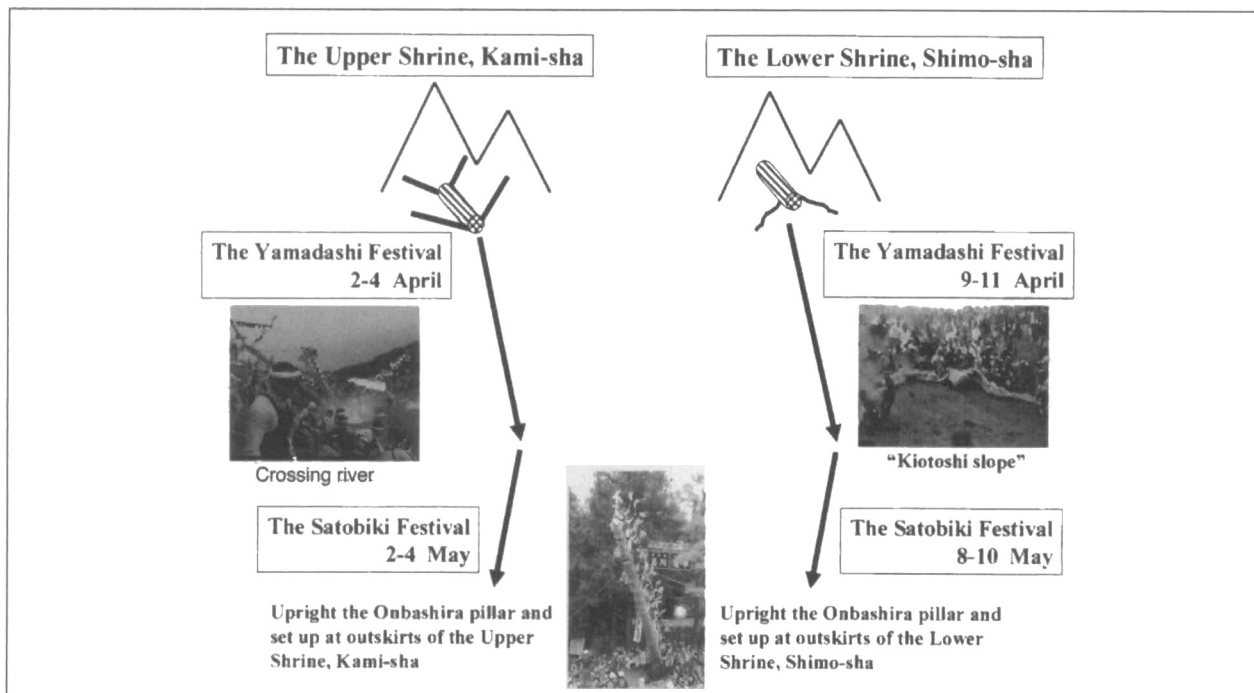 The Upper Shrine, Kami-sha
The Yamadashi Festival
2-4 April
Crossing river
The Satobiki Festival
2-4 May
Upright the Onbashira pillar and
set up at outskirts of the Upper
Shrine, Kami-sha
The Lower Shrine, Shimo-sha
The Yamadashi Festival
9-11 April
"Kiotoshi slope"
The Satobiki Festival
8-10 May
Upright the Onbashira pillar and
set up at outskirts of the Lower
Shrine, Shimo-sha